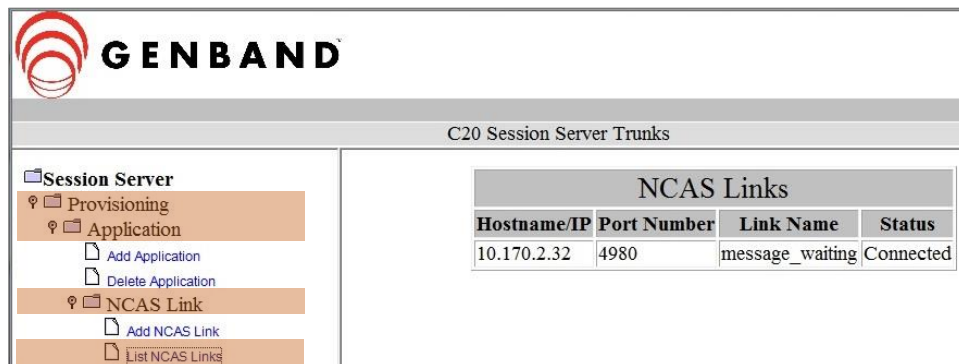 GENBAND
C20 Session Server Trunks
Session Server
Provisioning
Application
Add Application
Delete Application
NCAS Link
Add NCAS Link
List NCAS Links
NCAS Links
Hostname/IP Port Number Link Name Status
10.170.2.32 4980 message_waiting Connected